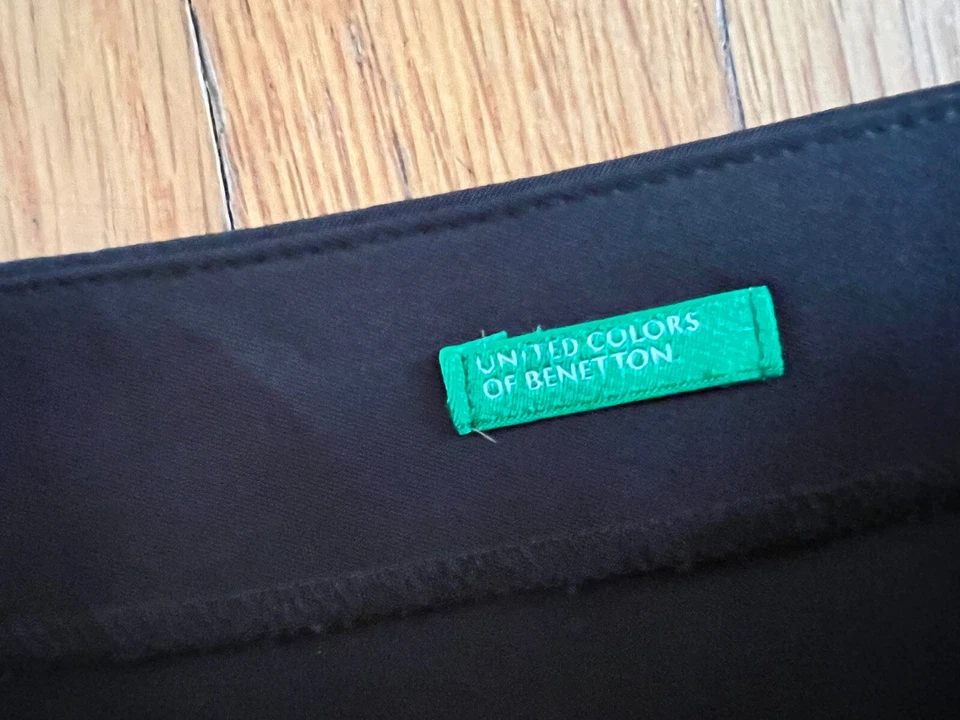 UNITED COLORS
OF BENETTON.